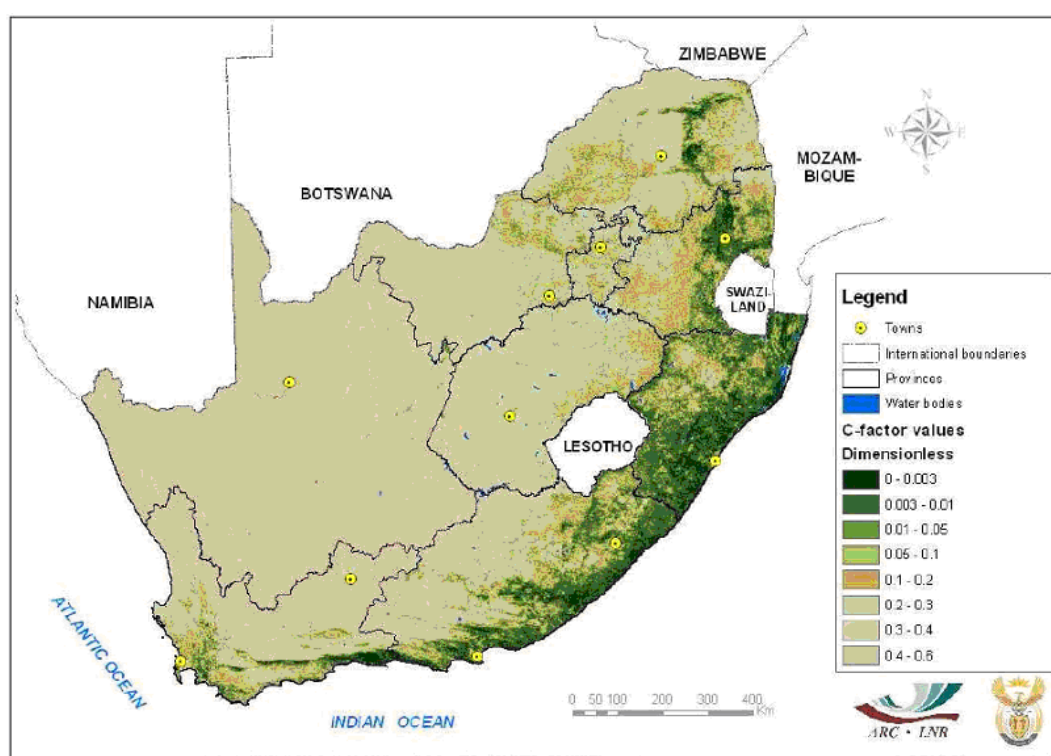 ZIMBABWE
N
W
E
S
MOZAM-
BIQUE
BOTSWANA
NAMIBIA
SWAZI-
LAND
LESOTHO
ATLANTIC OCEAN
INDIAN OCEAN
0 50 100 200 300 400
Km
Legend
Towns
International boundaries
Provinces
Water bodies
C-factor values
Dimensionless
0 - 0.003
0.003 - 0.01
0.01 - 0.05
0.05 - 0.1
0.1 - 0.2
0.2 - 0.3
0.3 - 0.4
0.4 - 0.6
ARC • LNR